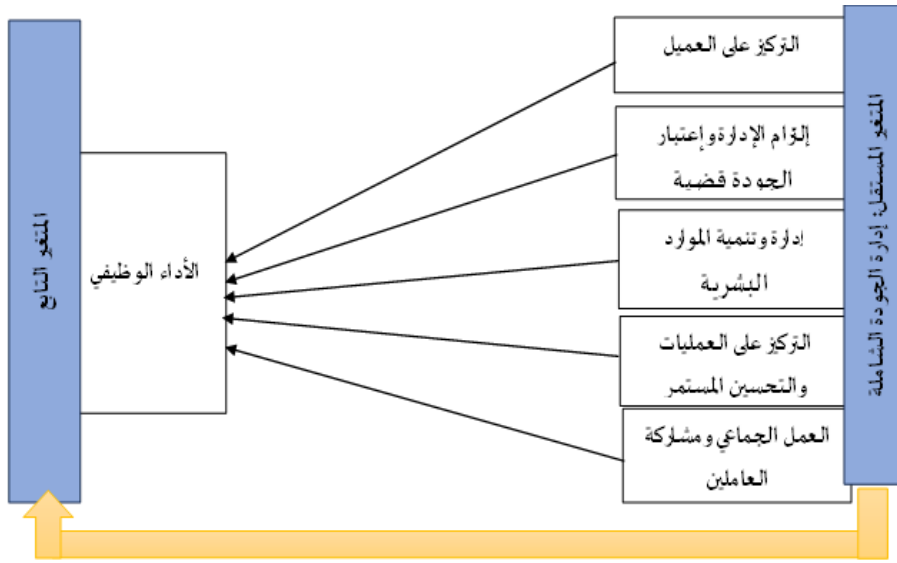 المتغير المستقل: إدارة الجودة الشاملة
التركيز على العميل
إلتزام الإدارة وإعتبار
الجودة قضية
إدارة وتنمية الموارد
البشرية
التركيز على العمليات
والتحسين المستمر
العمل الجماعي ومشاركة
العاملين
الأداء الوظيفي
المتغير التابع